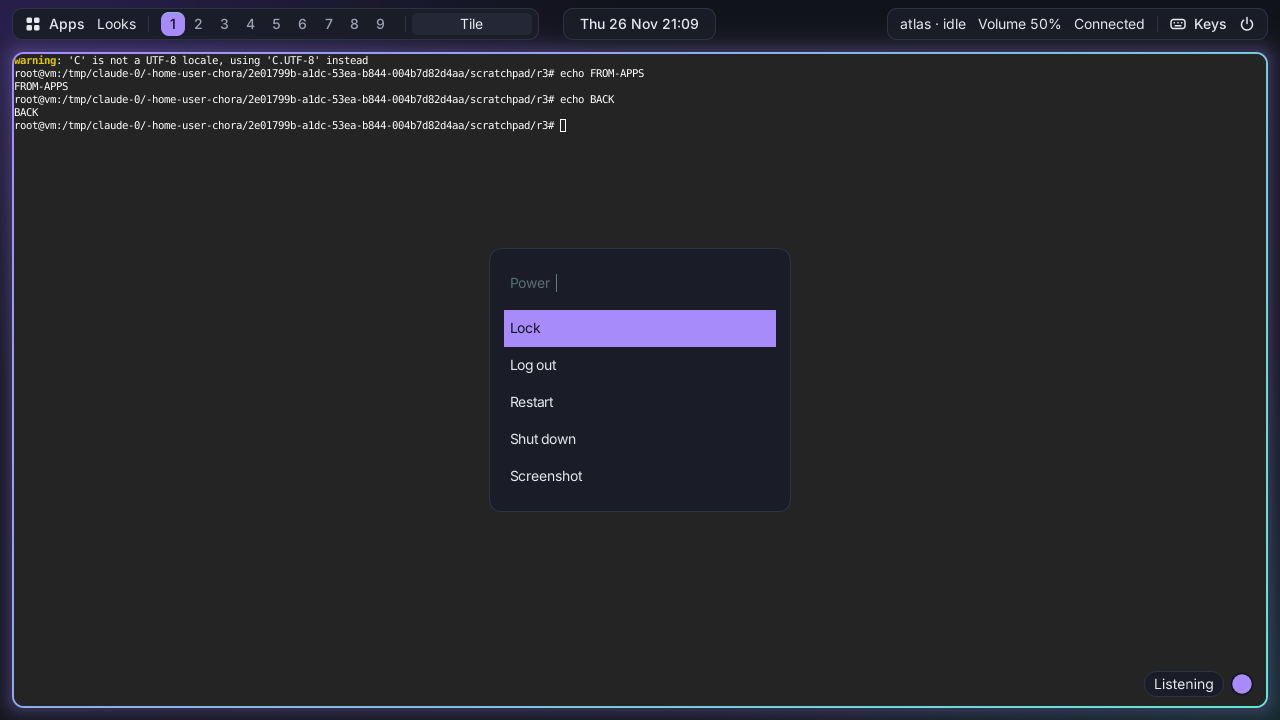 Apps Looks 1 2 3 4 5 6 7 8 9 Tile Thu 26 Nov 21:09 atlas · idle Volume 50% Connected Keys
warning: 'C' is not a UTF-8 locale, using 'C.UTF-8' instead
root@vm:/tmp/claude-0/-home-user-chora/2e01799b-a1dc-53ea-b844-004b7d82d4aa/scratchpad/r3# echo FROM-APPS
FROM-APPS
root@vm:/tmp/claude-0/-home-user-chora/2e01799b-a1dc-53ea-b844-004b7d82d4aa/scratchpad/r3# echo BACK
BACK
root@vm:/tmp/claude-0/-home-user-chora/2e01799b-a1dc-53ea-b844-004b7d82d4aa/scratchpad/r3#
Power
Lock
Log out
Restart
Shut down
Screenshot
Listening